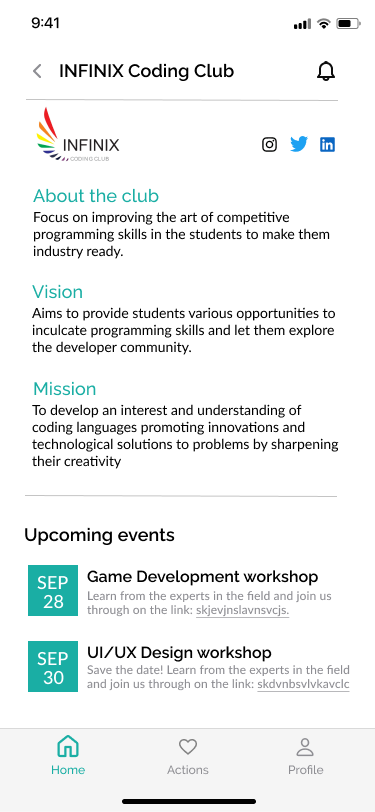 9:41
INFINIX Coding Club
INFINIX
CODING CLUB
About the club
Focus on improving the art of competitive
programming skills in the students to make them
industry ready.
Vision
Aims to provide students various opportunities to
inculcate programming skills and let them explore
the developer community.
Mission
To develop an interest and understanding of
coding languages promoting innovations and
technological solutions to problems by sharpening
their creativity
Upcoming events
SEP
28
Game Development workshop
Learn from the experts in the field and join us
through on the link: skjevjnslavnsvcjs.
SEP
30
UI/UX Design workshop
Save the date! Learn from the experts in the field
and join us through on the link: skdvnbsvlvkavclc
Home
Actions
Profile